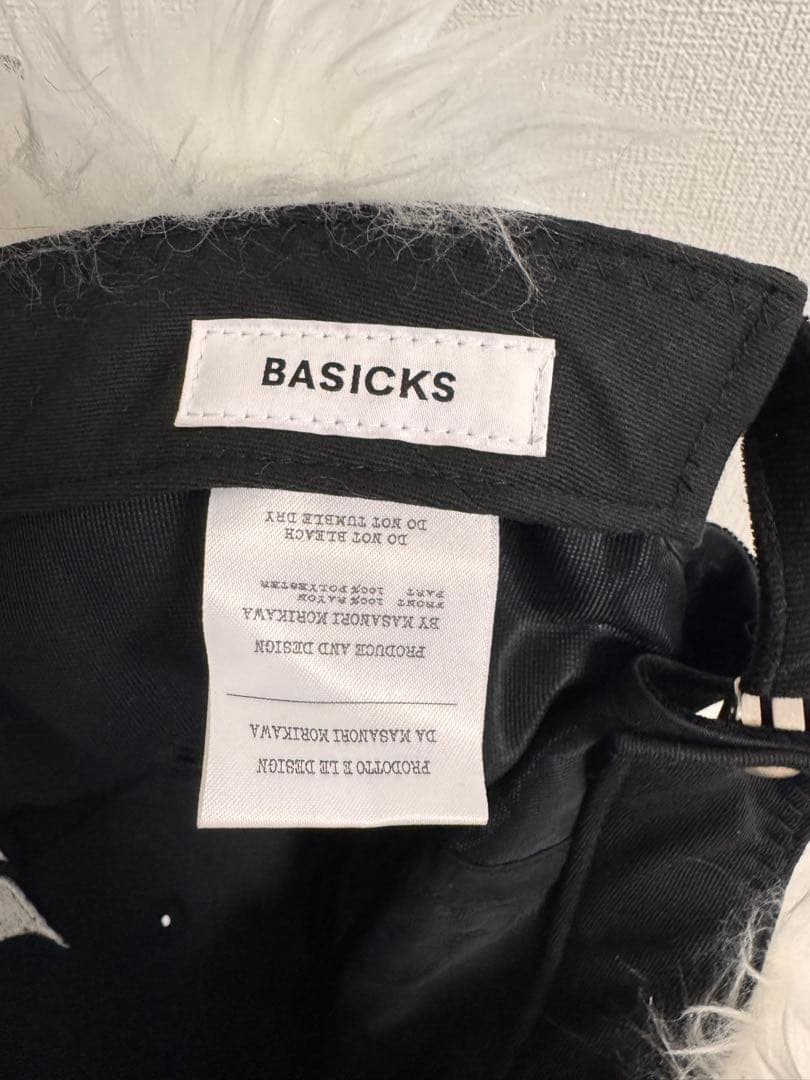 BASICKS
PRODOTTO E LE DESIGN
DA MASANORI MORIKAWA
PRODUCE AND DESIGN
BY MASANORI MORIKAWA
FRONT 100% RAYON
PART 100% POLYESTER
DO NOT BLEACH
DO NOT TUMBLE DRY